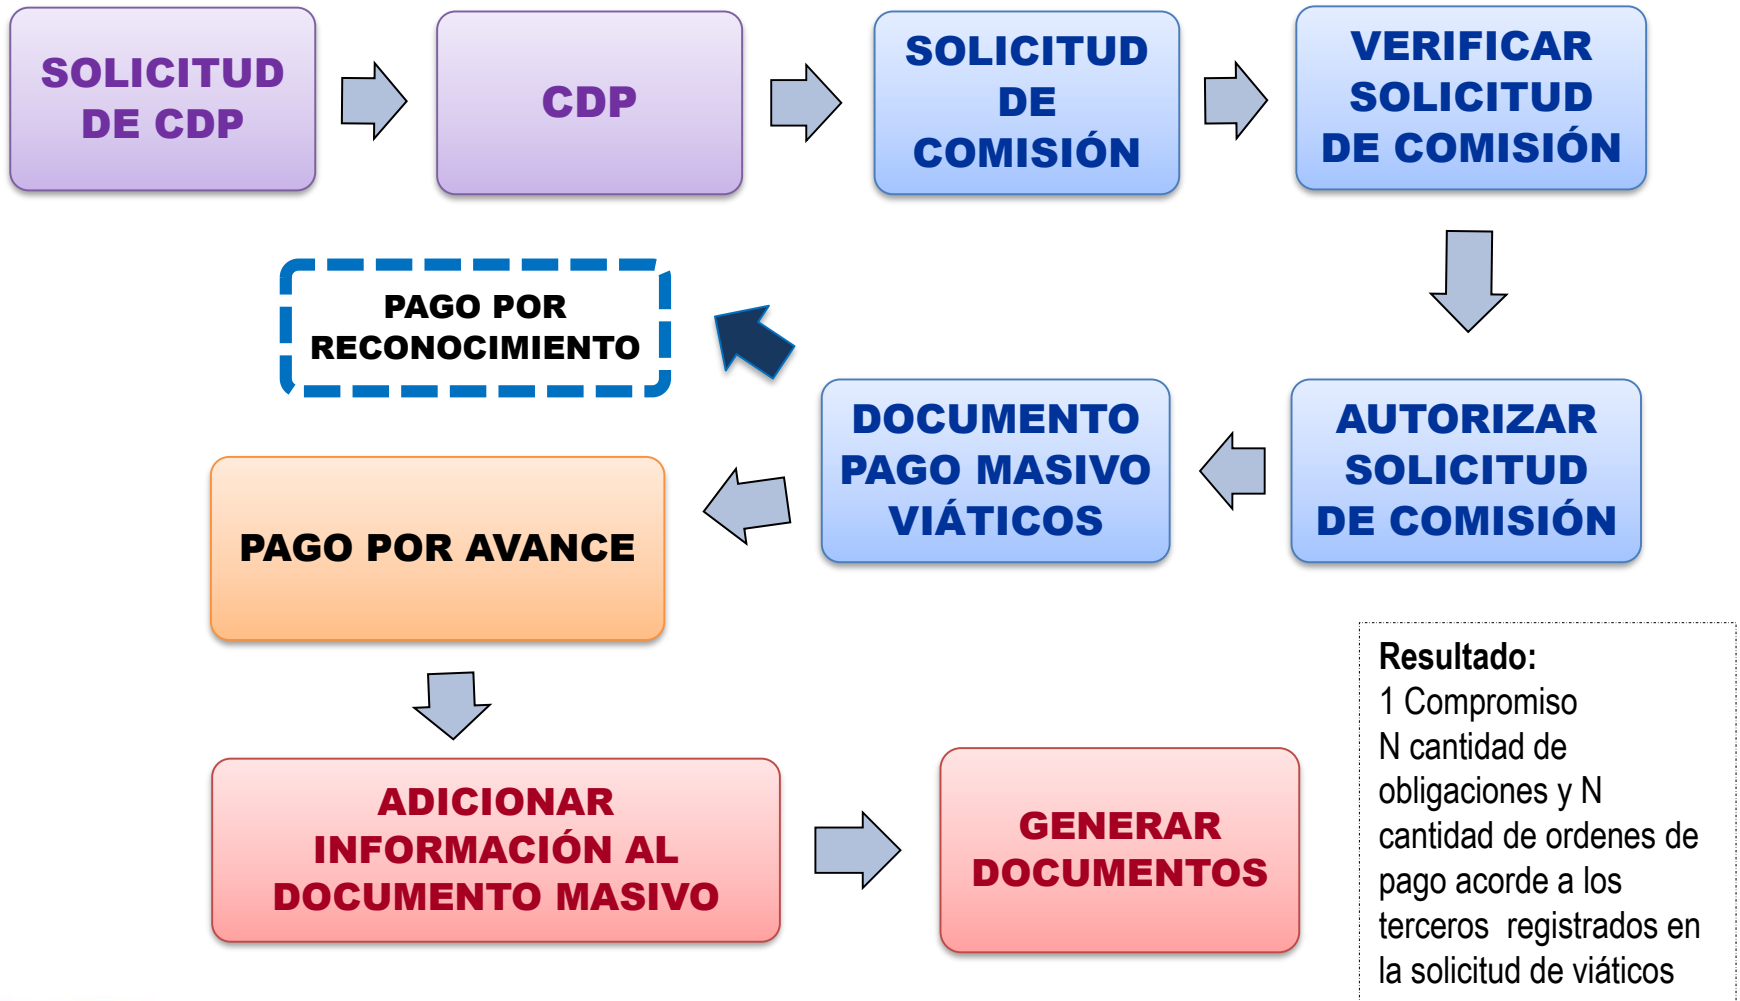 SOLICITUD
DE CDP
CDP
SOLICITUD
DE
COMISIÓN
VERIFICAR
SOLICITUD
DE COMISIÓN
PAGO POR
RECONOCIMIENTO
DOCUMENTO
PAGO MASIVO
VIÁTICOS
AUTORIZAR
SOLICITUD
DE COMISIÓN
PAGO POR AVANCE
ADICIONAR
INFORMACIÓN AL
DOCUMENTO MASIVO
GENERAR
DOCUMENTOS
Resultado:
1 Compromiso
N cantidad de
obligaciones y N
cantidad de ordenes de
pago acorde a los
terceros registrados en
la solicitud de viáticos